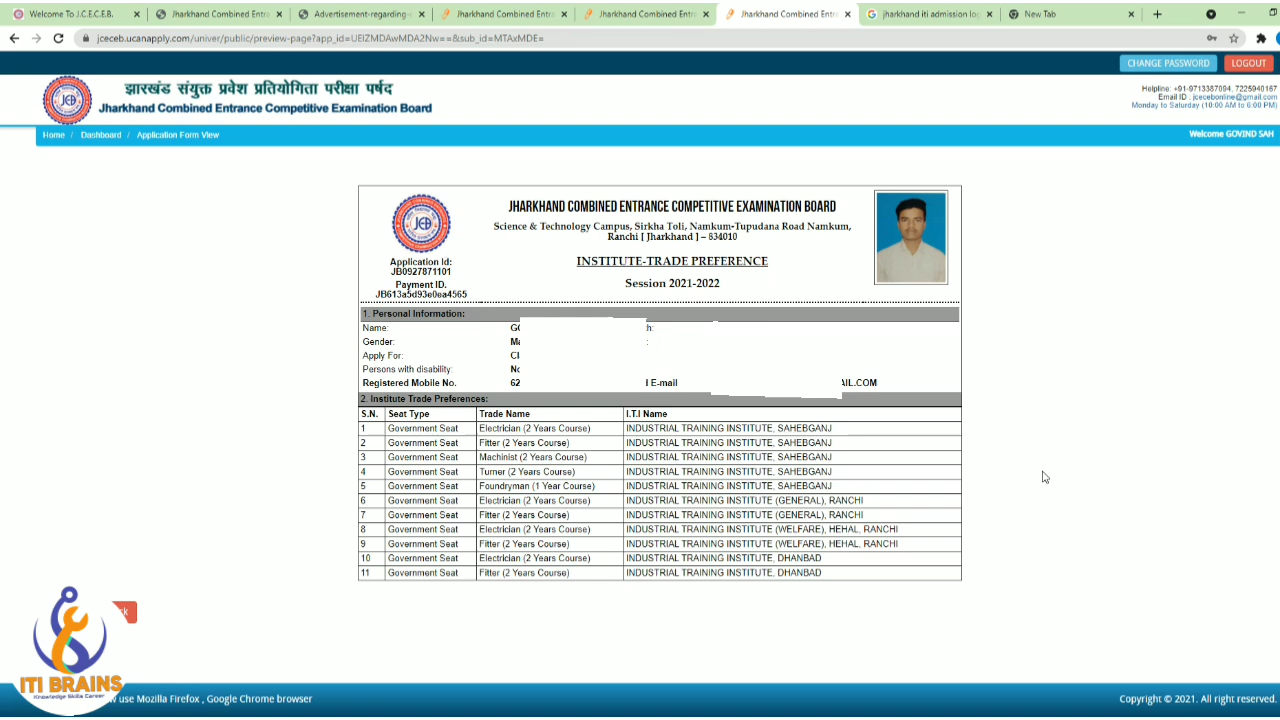 Welcome To J.C.E.C.E.B.
Jharkhand Combined Entra
Advertisement-regarding-
Jharkhand Combined Entra
Jharkhand Combined Entr
Jharkhand Combined Entra
jharkhand iti admission lo
New Tab
jceceb.ucanapply.com/univer/public/preview-page?app_id=UElZMDAwMDA2Nw==&sub_id=MTAxMDE=
CHANGE PASSWORD
LOGOUT
झारखंड संयुक्त प्रवेश प्रतियोगिता परीक्षा पर्षद
Jharkhand Combined Entrance Competitive Examination Board
Helpline: +91-9713387094, 7225940167
Email ID : jcecebonline@gmail.com
Monday to Saturday (10:00 AM to 6:00 PM)
Home / Dashboard / Application Form View
Welcome GOVIND SAH
JHARKHAND COMBINED ENTRANCE COMPETITIVE EXAMINATION BOARD
Science & Technology Campus, Sirkha Toli, Namkum-Tupudana Road Namkum,
Ranchi [ Jharkhand ] – 834010
INSTITUTE-TRADE PREFERENCE
Session 2021-2022
Application Id:
JB0927871101
Payment ID.
JB613a5d93e0ea4565
1. Personal Information:
Name: GO h:
Gender: Ma :
Apply For:
Persons with disability: No
Registered Mobile No. 62 E-mail AIL.COM
2. Institute Trade Preferences:
S.N. Seat Type Trade Name I.T.I Name
1 Government Seat Electrician (2 Years Course) INDUSTRIAL TRAINING INSTITUTE, SAHEBGANJ
2 Government Seat Fitter (2 Years Course) INDUSTRIAL TRAINING INSTITUTE, SAHEBGANJ
3 Government Seat Machinist (2 Years Course) INDUSTRIAL TRAINING INSTITUTE, SAHEBGANJ
4 Government Seat Turner (2 Years Course) INDUSTRIAL TRAINING INSTITUTE, SAHEBGANJ
5 Government Seat Foundryman (1 Year Course) INDUSTRIAL TRAINING INSTITUTE, SAHEBGANJ
6 Government Seat Electrician (2 Years Course) INDUSTRIAL TRAINING INSTITUTE (GENERAL), RANCHI
7 Government Seat Fitter (2 Years Course) INDUSTRIAL TRAINING INSTITUTE (GENERAL), RANCHI
8 Government Seat Electrician (2 Years Course) INDUSTRIAL TRAINING INSTITUTE (WELFARE), HEHAL, RANCHI
9 Government Seat Fitter (2 Years Course) INDUSTRIAL TRAINING INSTITUTE (WELFARE), HEHAL, RANCHI
10 Government Seat Electrician (2 Years Course) INDUSTRIAL TRAINING INSTITUTE, DHANBAD
11 Government Seat Fitter (2 Years Course) INDUSTRIAL TRAINING INSTITUTE, DHANBAD
ITI BRAINS
Knowledge Skills Career
use Mozilla Firefox , Google Chrome browser
Copyright © 2021. All right reserved.